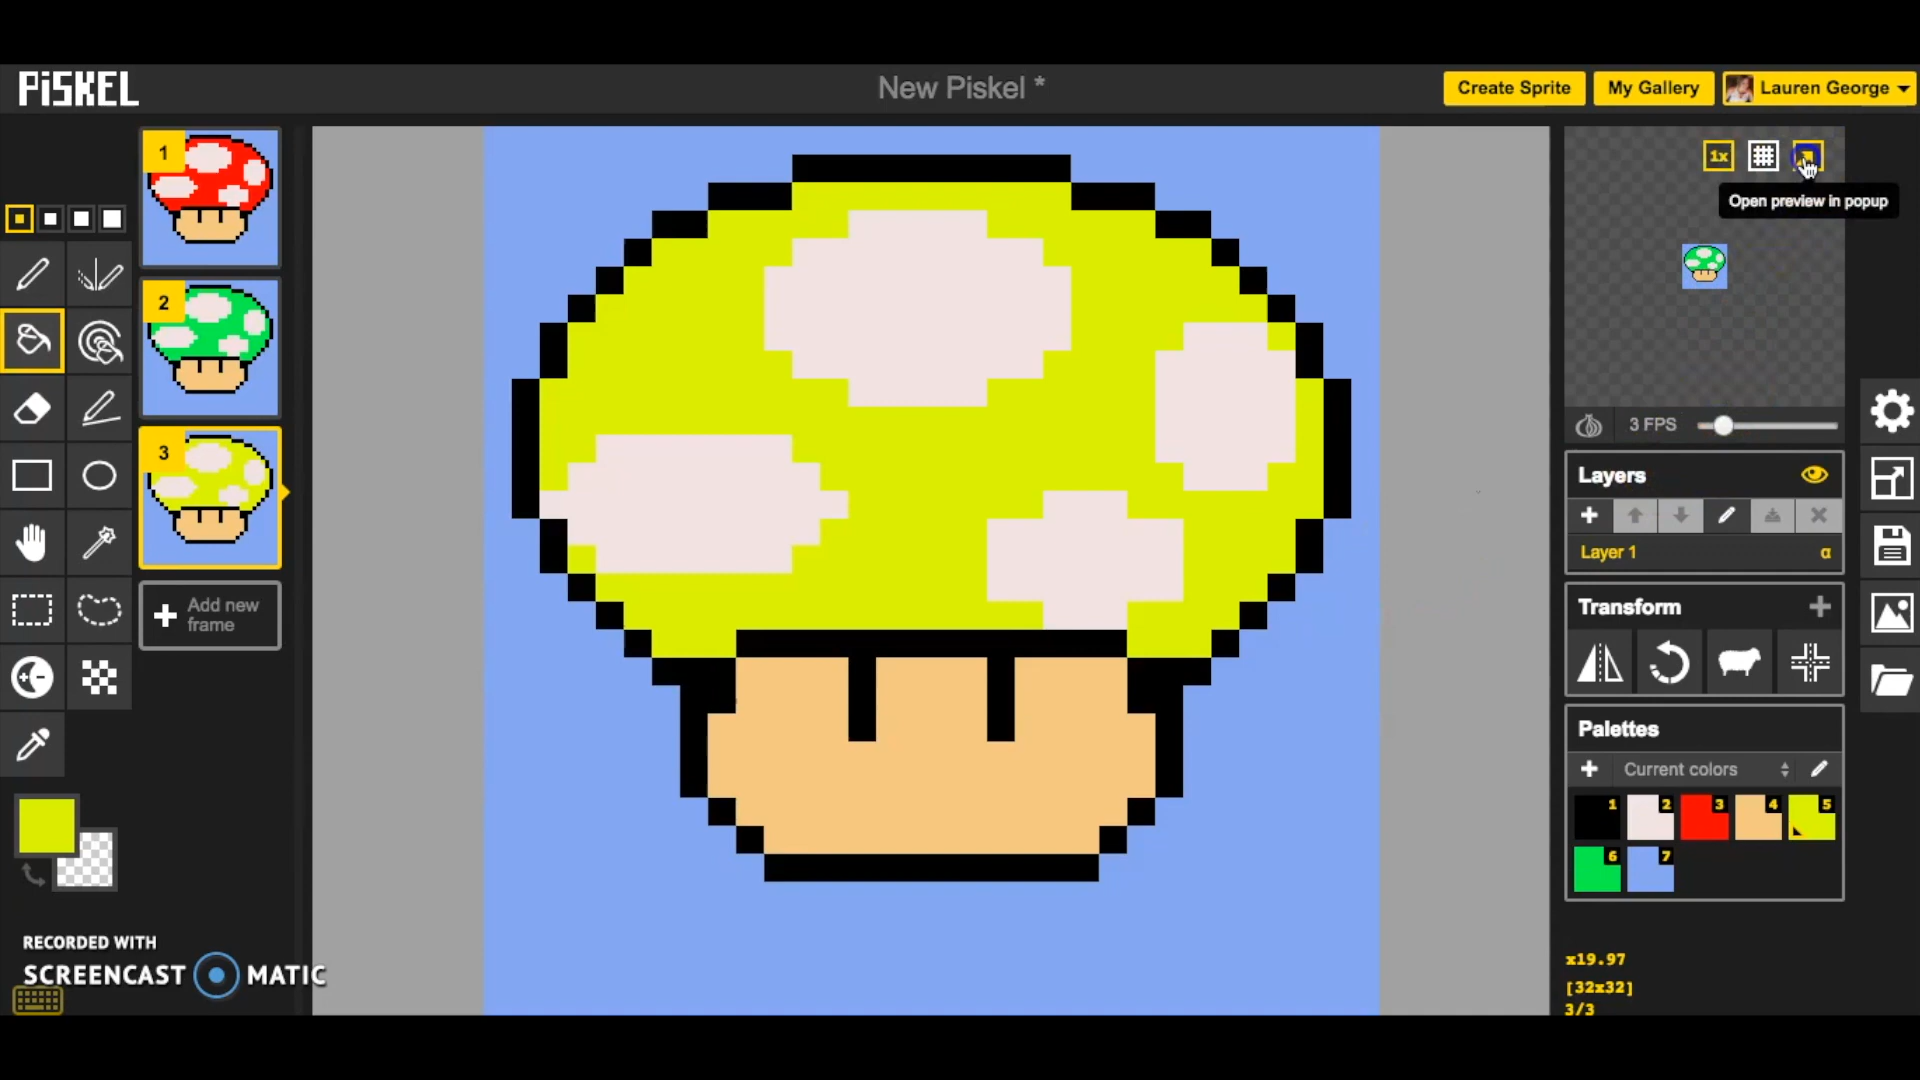 PiSKEL
New Piskel *
Create Sprite
My Gallery
Lauren George
1
2
3
Add new
frame
1x
Open preview in popup
3 FPS
Layers
Layer 1
α
Transform
Palettes
Current colors
1
2
3
4
5
6
7
RECORDED WITH
SCREENCAST MATIC
x19.97
[32x32]
3/3